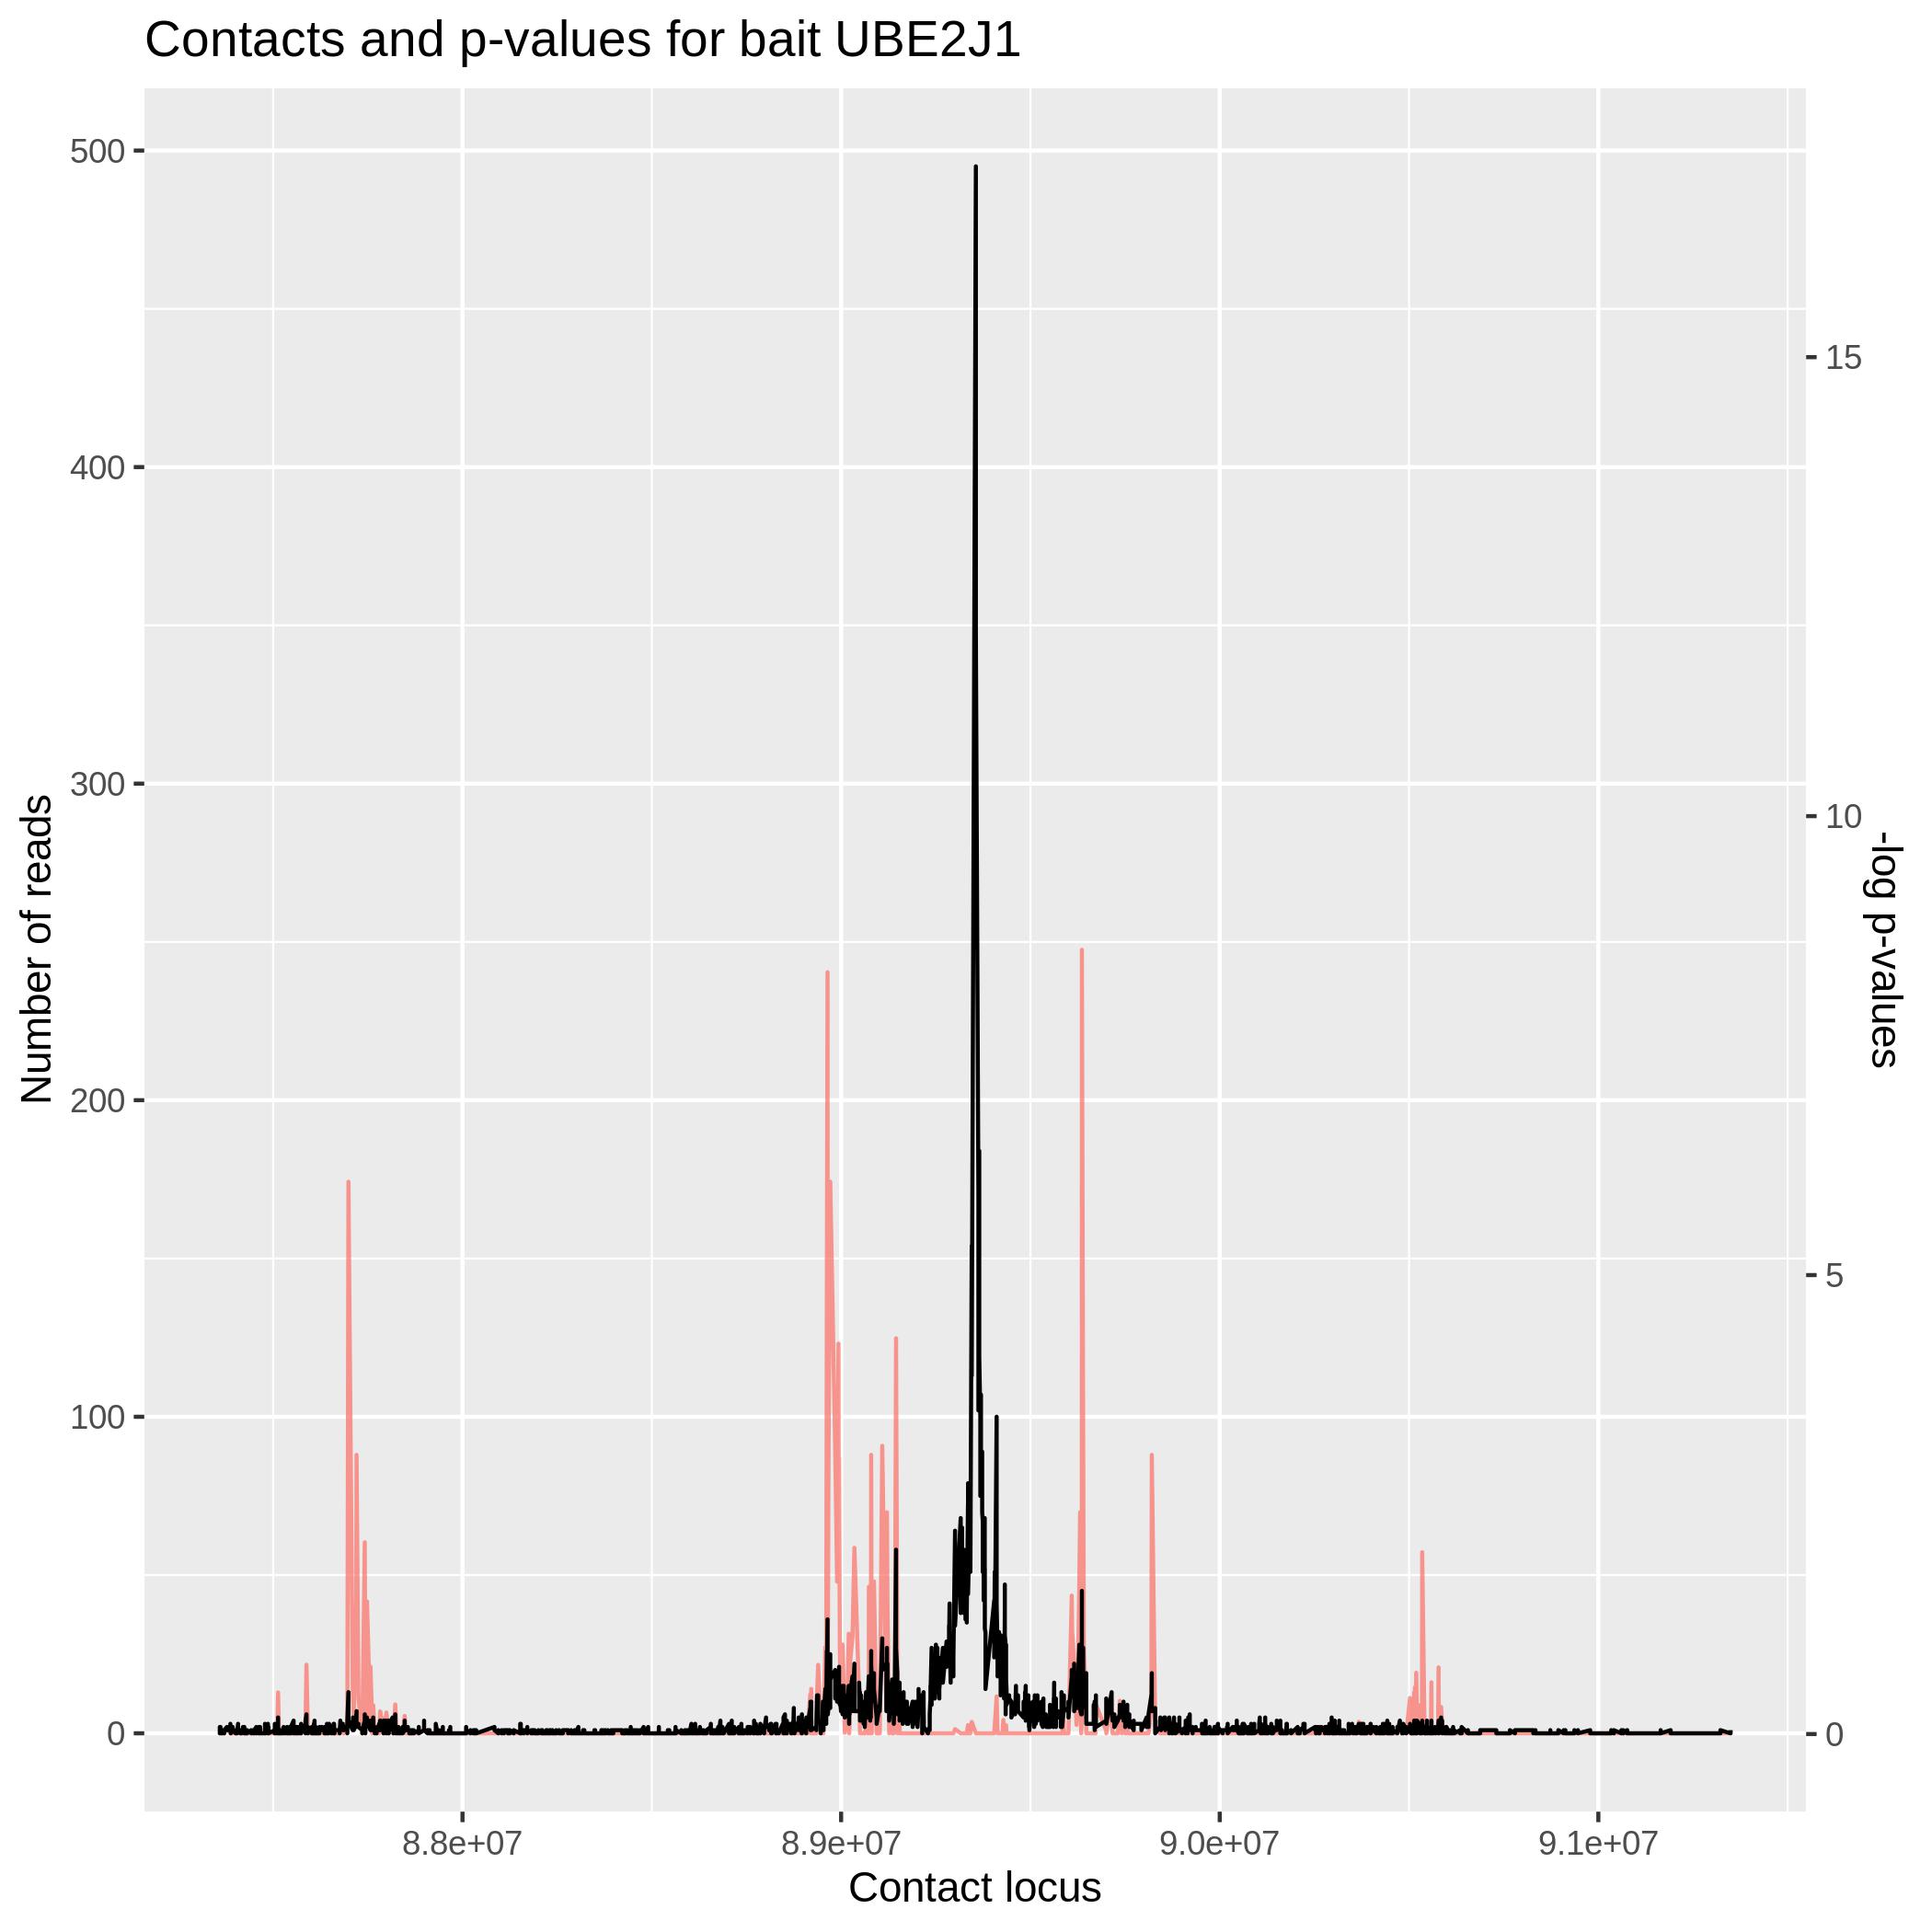 Contacts and p-values for bait UBE2J1
500
400
300
200
100
0
Number of reads
15
10
5
0
-log p-values
8.8e+07
8.9e+07
9.0e+07
9.1e+07
Contact locus